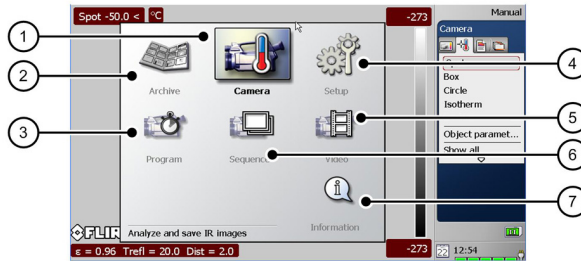 Spot -50.0 < °C
-273
Manual
Camera
1
2
3
4
5
6
7
Archive
Camera
Setup
Box
Circle
Isotherm
Object paramet...
Show all
Program
Sequence
Video
Information
FLIR
Analyze and save IR images
ε = 0.96 Trefl = 20.0 Dist = 2.0
-273
22
12:54